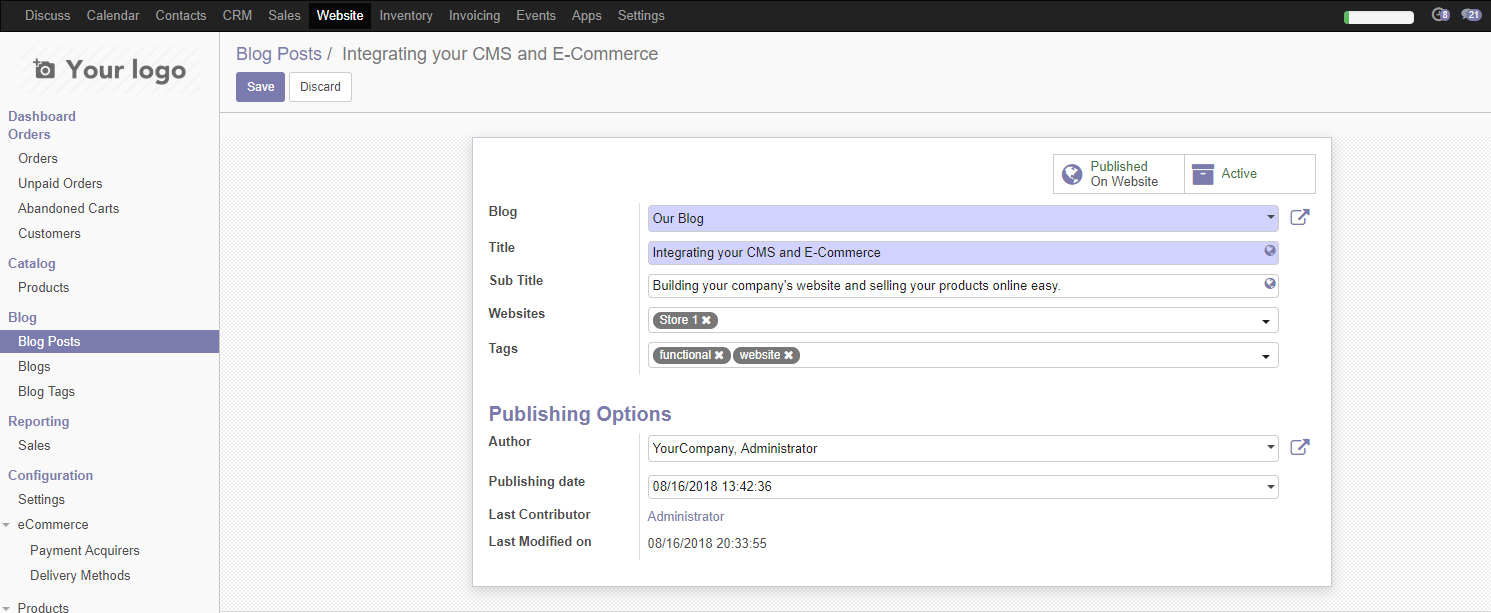 Discuss Calendar Contacts CRM Sales Website Inventory Invoicing Events Apps Settings 8 21
Your logo
Dashboard
Orders
Orders
Unpaid Orders
Abandoned Carts
Customers
Catalog
Products
Blog
Blog Posts
Blogs
Blog Tags
Reporting
Sales
Configuration
Settings
eCommerce
Payment Acquirers
Delivery Methods
Products
Blog Posts / Integrating your CMS and E-Commerce
Save Discard
Published
On Website
Active
Blog Our Blog
Title Integrating your CMS and E-Commerce
Sub Title Building your company's website and selling your products online easy.
Websites Store 1
Tags functional website
Publishing Options
Author YourCompany, Administrator
Publishing date 08/16/2018 13:42:36
Last Contributor Administrator
Last Modified on 08/16/2018 20:33:55